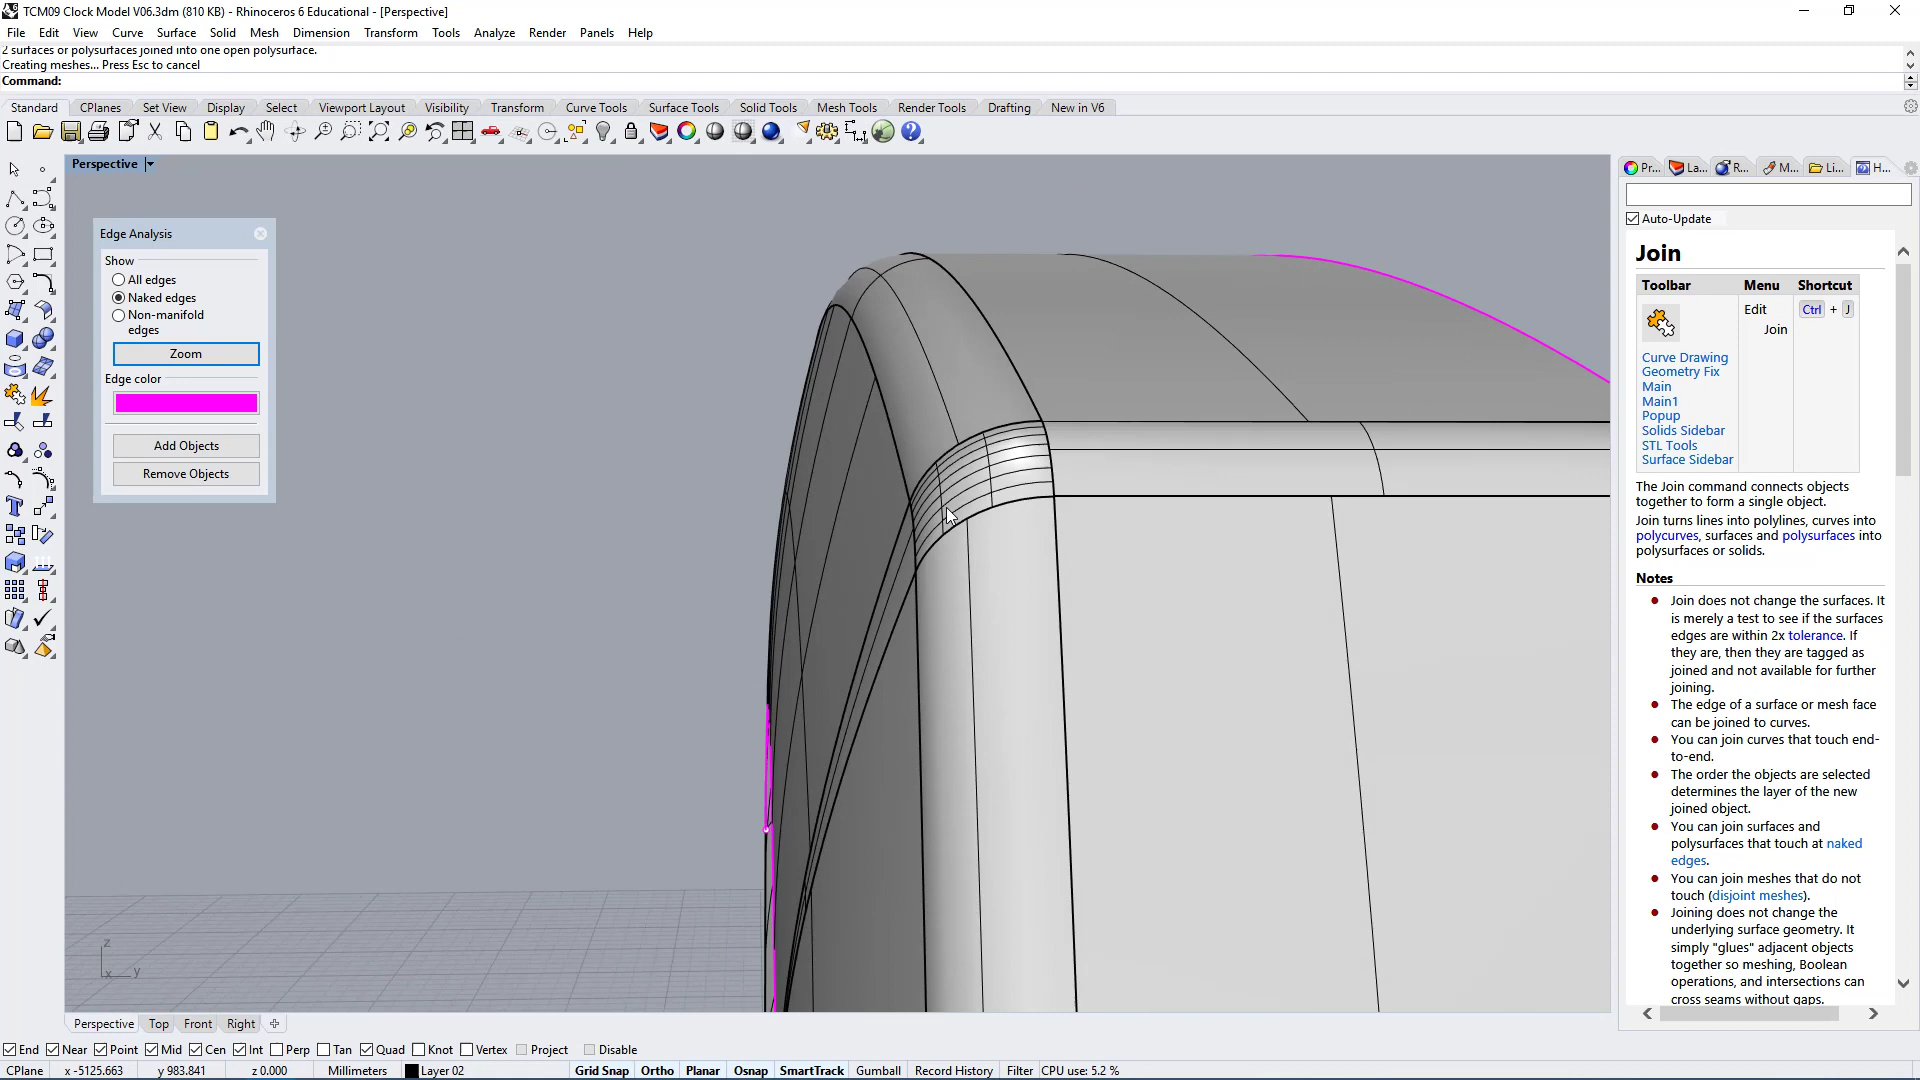 TCM09 Clock Model V06.3dm (810 KB) - Rhinoceros 6 Educational - [Perspective]
File Edit View Curve Surface Solid Mesh Dimension Transform Tools Analyze Render Panels Help
2 surfaces or polysurfaces joined into one open polysurface.
Creating meshes... Press Esc to cancel
Command:
Standard CPlanes Set View Display Select Viewport Layout Visibility Transform Curve Tools Surface Tools Solid Tools Mesh Tools Render Tools Drafting New in V6
Perspective
Pr... La... R... M... Li... H...
Edge Analysis
Show
All edges
Naked edges
Non-manifold
edges
Zoom
Edge color
Add Objects
Remove Objects
z
x y
Auto-Update
Join
Toolbar Menu Shortcut
Edit
Join
Ctrl + J
Curve Drawing
Geometry Fix
Main
Main1
Popup
Solids Sidebar
STL Tools
Surface Sidebar
The Join command connects objects
together to form a single object.
Join turns lines into polylines, curves into
polycurves, surfaces and polysurfaces into
polysurfaces or solids.
Notes
Join does not change the surfaces. It
is merely a test to see if the surfaces
edges are within 2x tolerance. If
they are, then they are tagged as
joined and not available for further
joining.
The edge of a surface or mesh face
can be joined to curves.
You can join curves that touch end-
to-end.
The order the objects are selected
determines the layer of the new
joined object.
You can join surfaces and
polysurfaces that touch at naked
edges.
You can join meshes that do not
touch (disjoint meshes).
Joining does not change the
underlying surface geometry. It
simply "glues" adjacent objects
together so meshing, Boolean
operations, and intersections can
cross seams without gaps.
Perspective Top Front Right
End Near Point Mid Cen Int Perp Tan Quad Knot Vertex Project Disable
CPlane x -5125.663 y 983.841 z 0.000 Millimeters Layer 02 Grid Snap Ortho Planar Osnap SmartTrack Gumball Record History Filter CPU use: 5.2 %